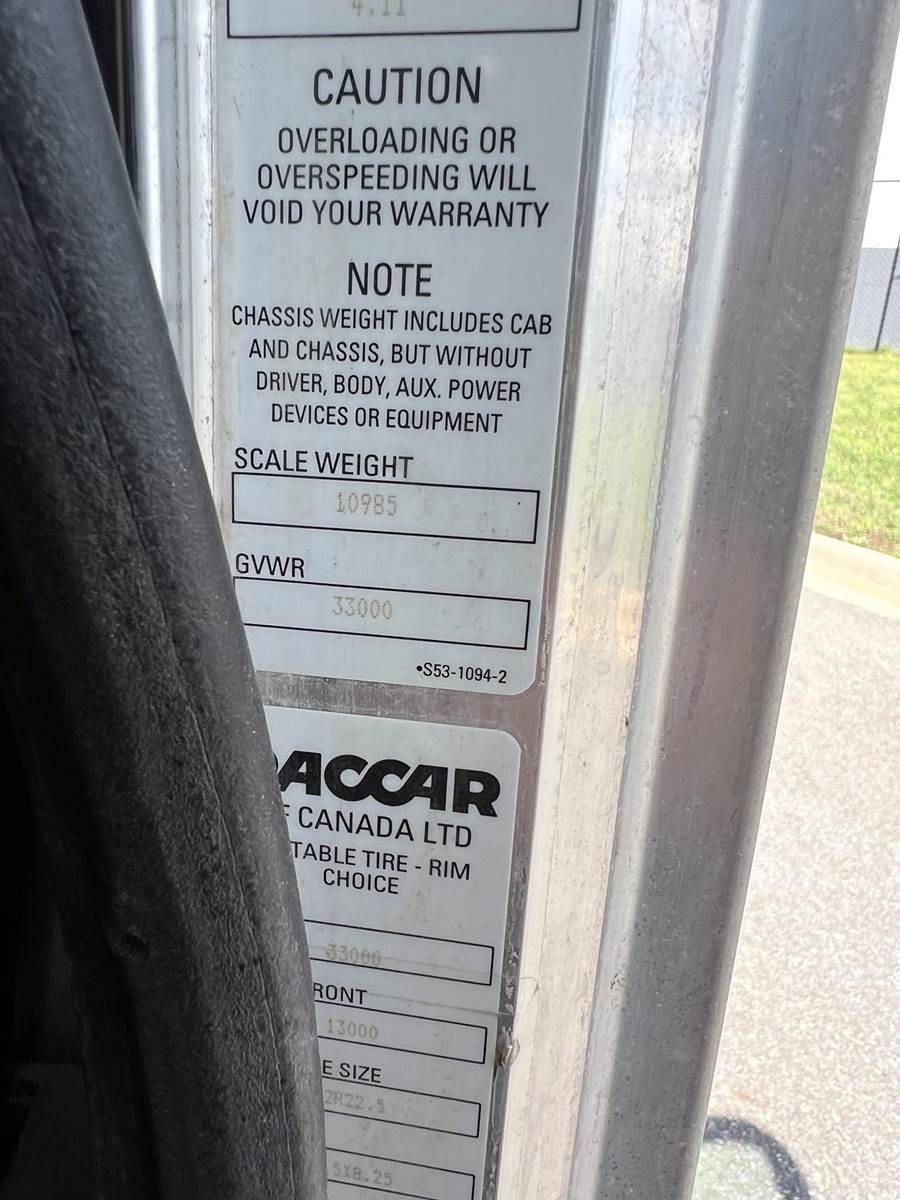 4.11
CAUTION
OVERLOADING OR
OVERSPEEDING WILL
VOID YOUR WARRANTY
NOTE
CHASSIS WEIGHT INCLUDES CAB
AND CHASSIS, BUT WITHOUT
DRIVER, BODY, AUX. POWER
DEVICES OR EQUIPMENT
SCALE WEIGHT
10985
GVWR
33000
•S53-1094-2
PACCAR
F CANADA LTD
TABLE TIRE - RIM
CHOICE
33000
RONT
13000
E SIZE
2R22.5
5X8.25